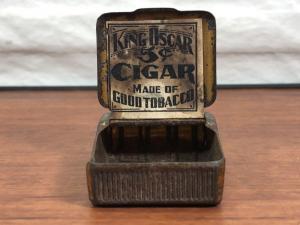 KING OSCAR
5¢
CIGAR
MADE OF
GOOD TOBACCO